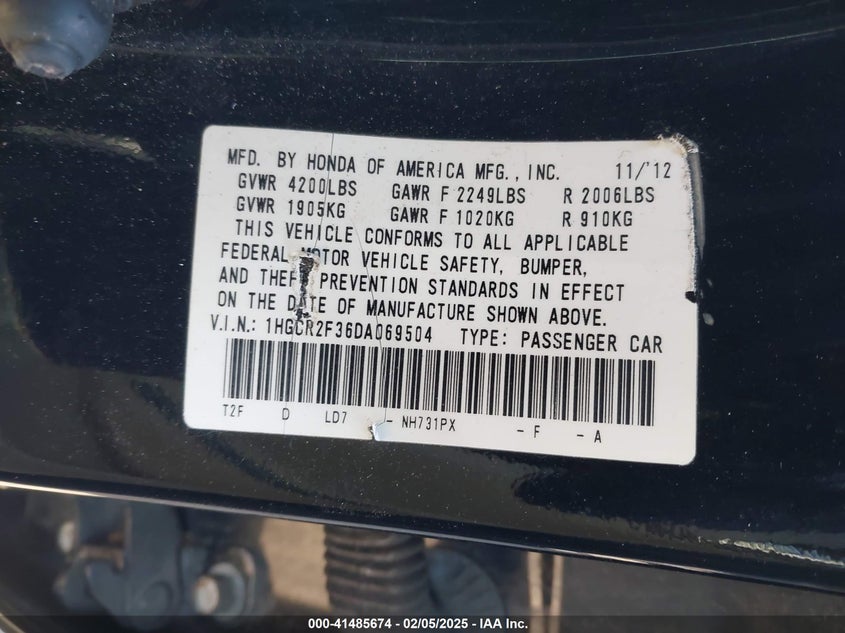 MFD. BY HONDA OF AMERICA MFG., INC. 11/'12
GVWR 4200LBS GAWR F 2249LBS R 2006LBS
GVWR 1905KG GAWR F 1020KG R 910KG
THIS VEHICLE CONFORMS TO ALL APPLICABLE
FEDERAL MOTOR VEHICLE SAFETY, BUMPER,
AND THEFT PREVENTION STANDARDS IN EFFECT
ON THE DATE OF MANUFACTURE SHOWN ABOVE.
V.I.N.: 1HGCR2F36DA069504 TYPE: PASSENGER CAR
T2F D LD7 - NH731PX - F - A
000-41485674 — 02/05/2025 — IAA Inc.